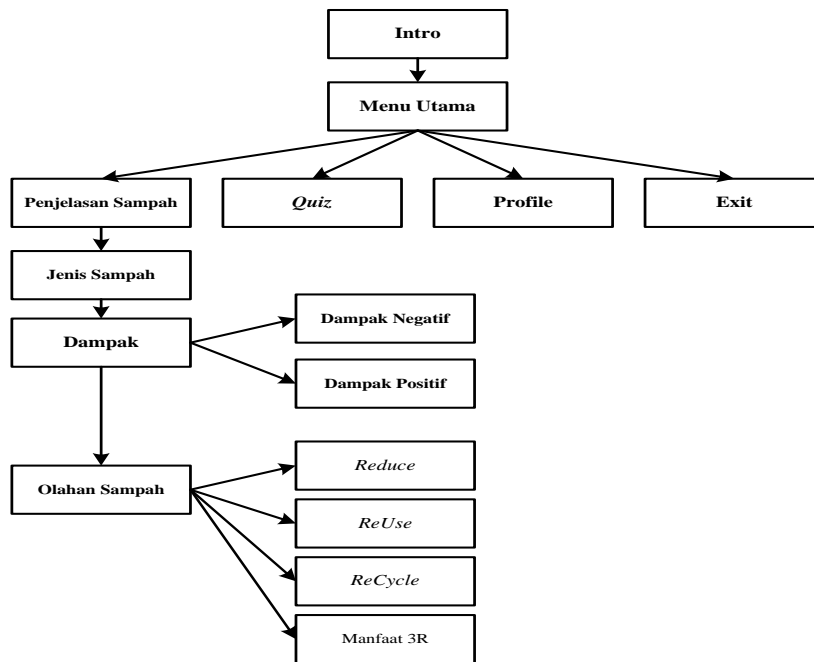 Intro
Menu Utama
Penjelasan Sampah
Quiz
Profile
Exit
Jenis Sampah
Dampak
Dampak Negatif
Dampak Positif
Olahan Sampah
Reduce
ReUse
ReCycle
Manfaat 3R